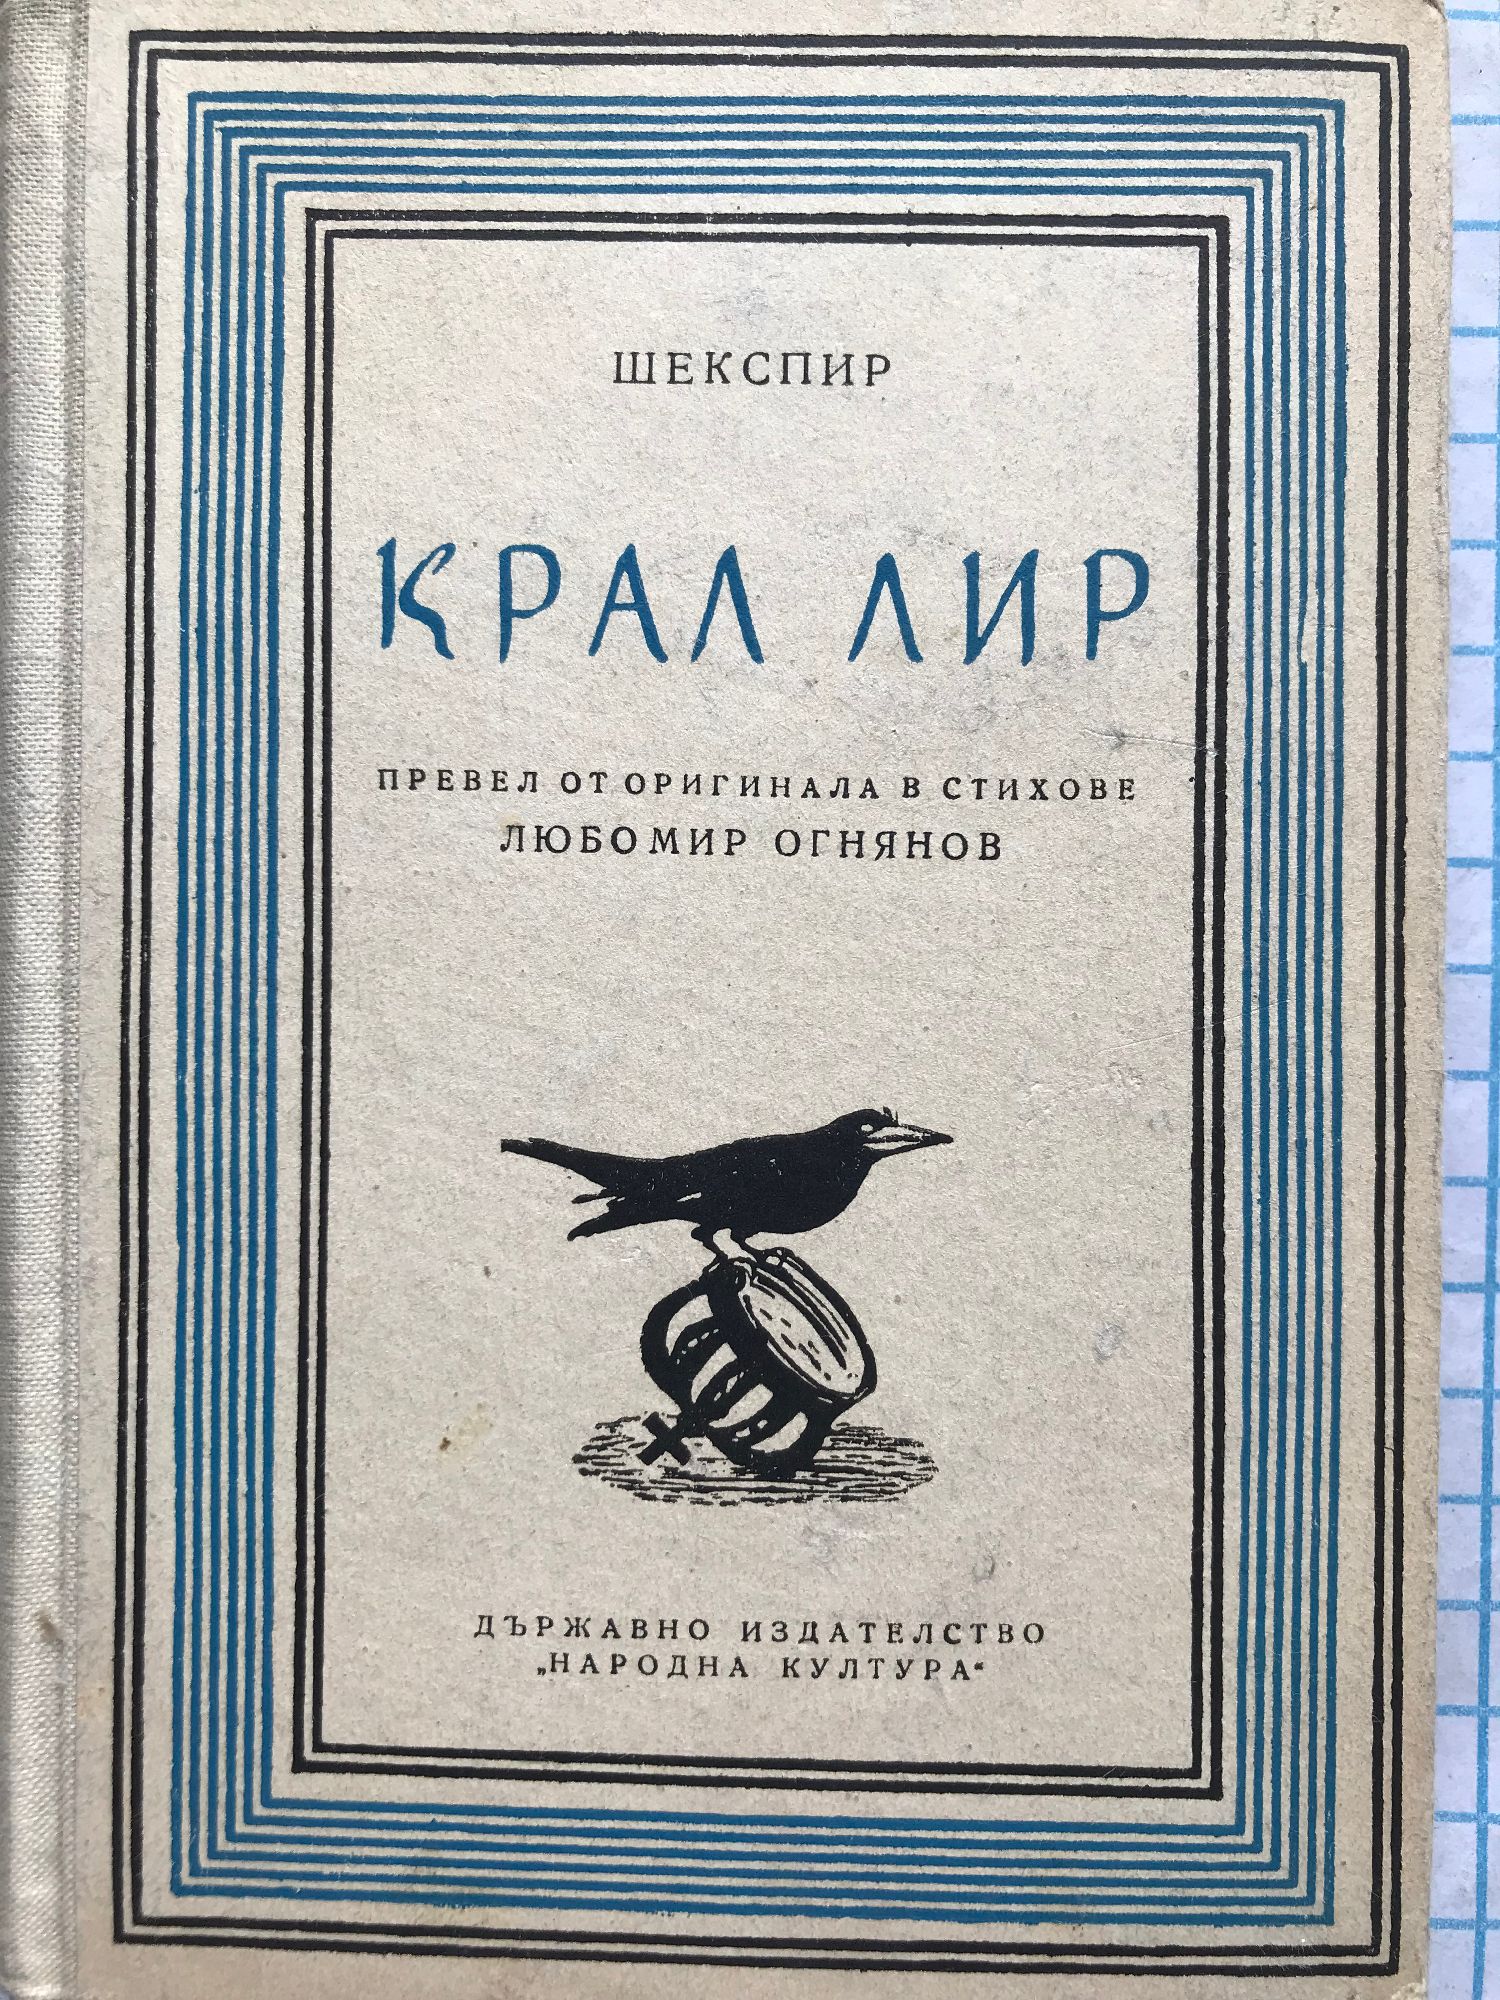 ШЕКСПИР
КРАЛ ЛИР
ПРЕВЕЛ ОТ ОРИГИНАЛА В СТИХОВЕ
ЛЮБОМИР ОГНЯНОВ
ДЪРЖАВНО ИЗДАТЕЛСТВО
„НАРОДНА КУЛТУРА“